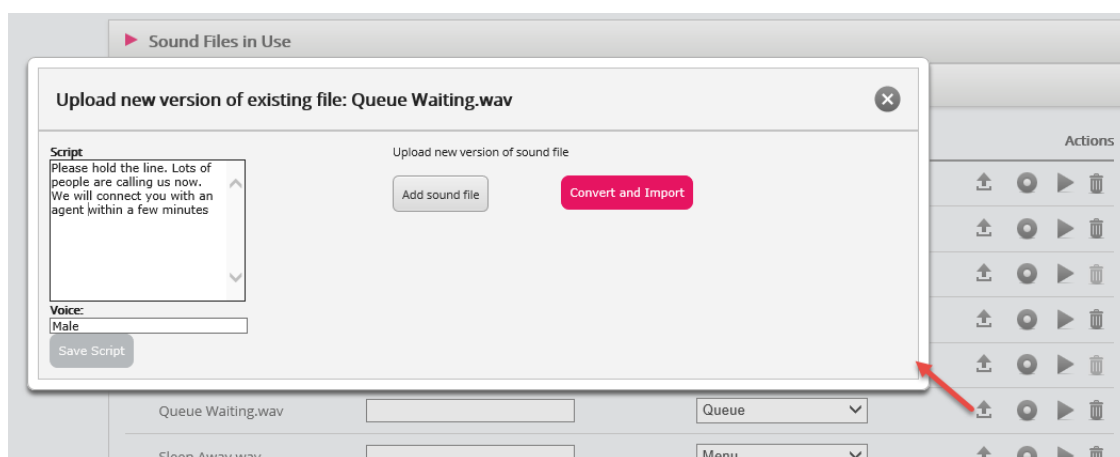 Sound Files in Use
Upload new version of existing file: Queue Waiting.wav
Actions
Script
Please hold the line. Lots of
people are calling us now.
We will connect you with an
agent within a few minutes
Upload new version of sound file
Add sound file
Convert and Import
Voice:
Male
Save Script
Queue Waiting.wav
Queue
Sleep Away.wav
Menu